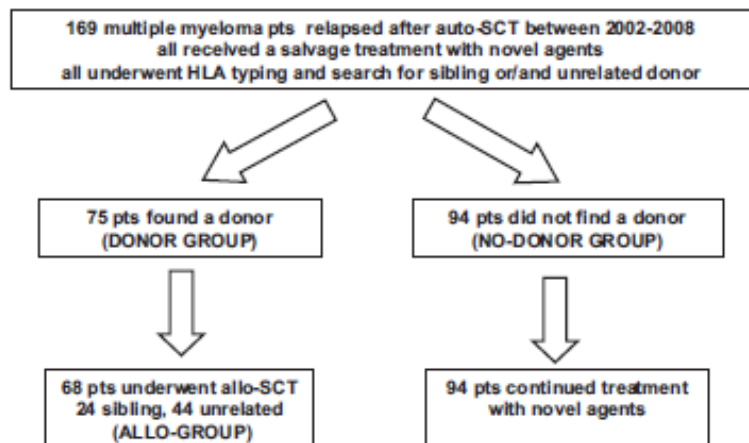 169 multiple myeloma pts relapsed after auto-SCT between 2002-2008
all received a salvage treatment with novel agents
all underwent HLA typing and search for sibling or/and unrelated donor
75 pts found a donor
(DONOR GROUP)
94 pts did not find a donor
(NO-DONOR GROUP)
68 pts underwent allo-SCT
24 sibling, 44 unrelated
(ALLO-GROUP)
94 pts continued treatment
with novel agents